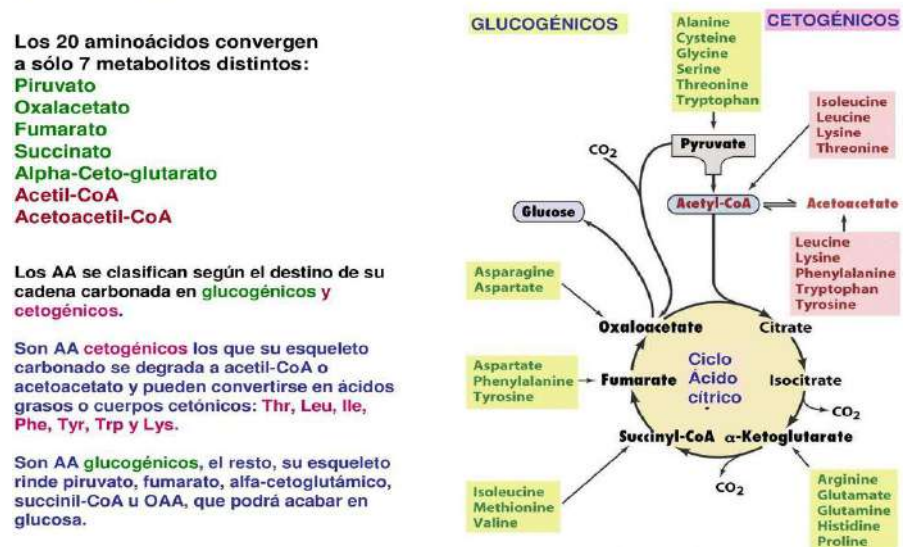 Los 20 aminoácidos convergen
a sólo 7 metabolitos distintos:
Piruvato
Oxalacetato
Fumarato
Succinato
Alpha-Ceto-glutarato
Acetil-CoA
Acetoacetil-CoA
Los AA se clasifican según el destino de su
cadena carbonada en glucogénicos y
cetogénicos.
Son AA cetogénicos los que su esqueleto
carbonado se degrada a acetil-CoA o
acetoacetato y pueden convertirse en ácidos
grasos o cuerpos cetónicos: Thr, Leu, Ile,
Phe, Tyr, Trp y Lys.
Son AA glucogénicos, el resto, su esqueleto
rinde piruvato, fumarato, alfa-cetoglutámico,
succinil-CoA u OAA, que podrá acabar en
glucosa.
GLUCOGÉNICOS
CETOGÉNICOS
Alanine
Cysteine
Glycine
Serine
Threonine
Tryptophan
Isoleucine
Leucine
Lysine
Threonine
CO2
Pyruvate
Glucose
Acetyl-CoA
Acetoacetate
Leucine
Lysine
Phenylalanine
Tryptophan
Tyrosine
Asparagine
Aspartate
Oxaloacetate
Citrate
Aspartate
Phenylalanine
Tyrosine
Fumarate
Ciclo
Ácido
cítrico
Isocitrate
CO2
Succinyl-CoA
α-Ketoglutarate
CO2
Isoleucine
Methionine
Valine
Arginine
Glutamate
Glutamine
Histidine
Proline